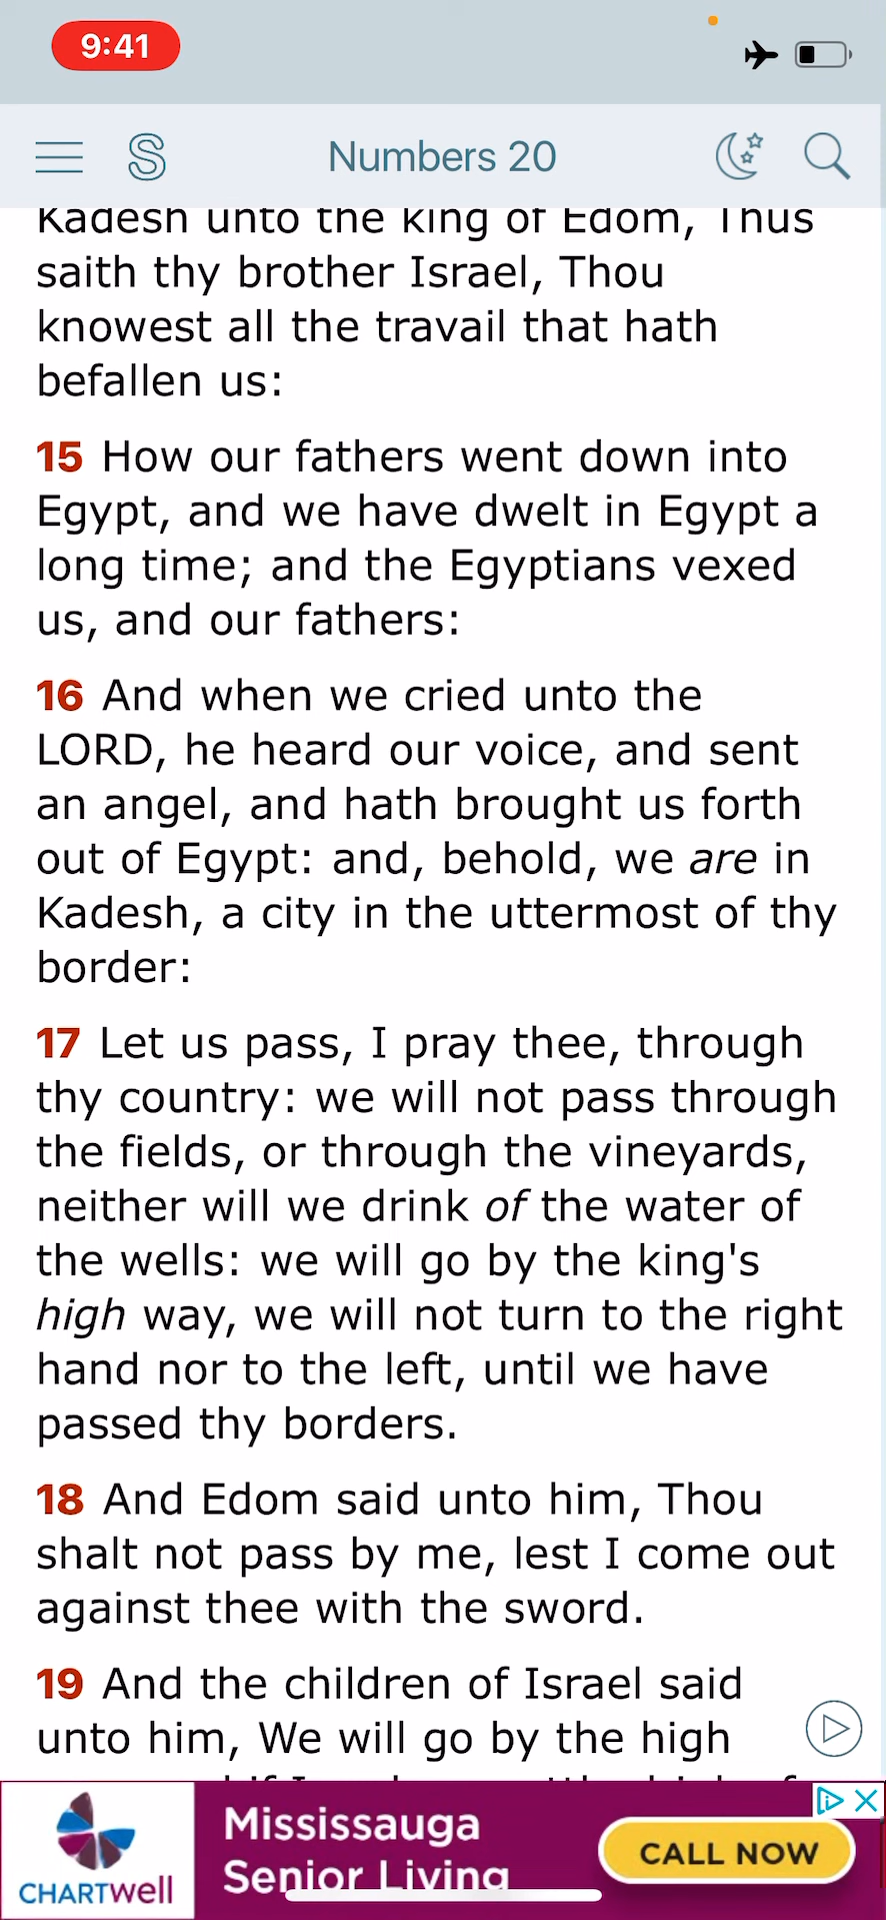 9:41
S
Numbers 20
Kadesh unto the king of Edom, Thus
saith thy brother Israel, Thou
knowest all the travail that hath
befallen us:
15 How our fathers went down into
Egypt, and we have dwelt in Egypt a
long time; and the Egyptians vexed
us, and our fathers:
16 And when we cried unto the
LORD, he heard our voice, and sent
an angel, and hath brought us forth
out of Egypt: and, behold, we are in
Kadesh, a city in the uttermost of thy
border:
17 Let us pass, I pray thee, through
thy country: we will not pass through
the fields, or through the vineyards,
neither will we drink of the water of
the wells: we will go by the king's
high way, we will not turn to the right
hand nor to the left, until we have
passed thy borders.
18 And Edom said unto him, Thou
shalt not pass by me, lest I come out
against thee with the sword.
19 And the children of Israel said
unto him, We will go by the high
CHARTwell
Mississauga
Senior Living
CALL NOW